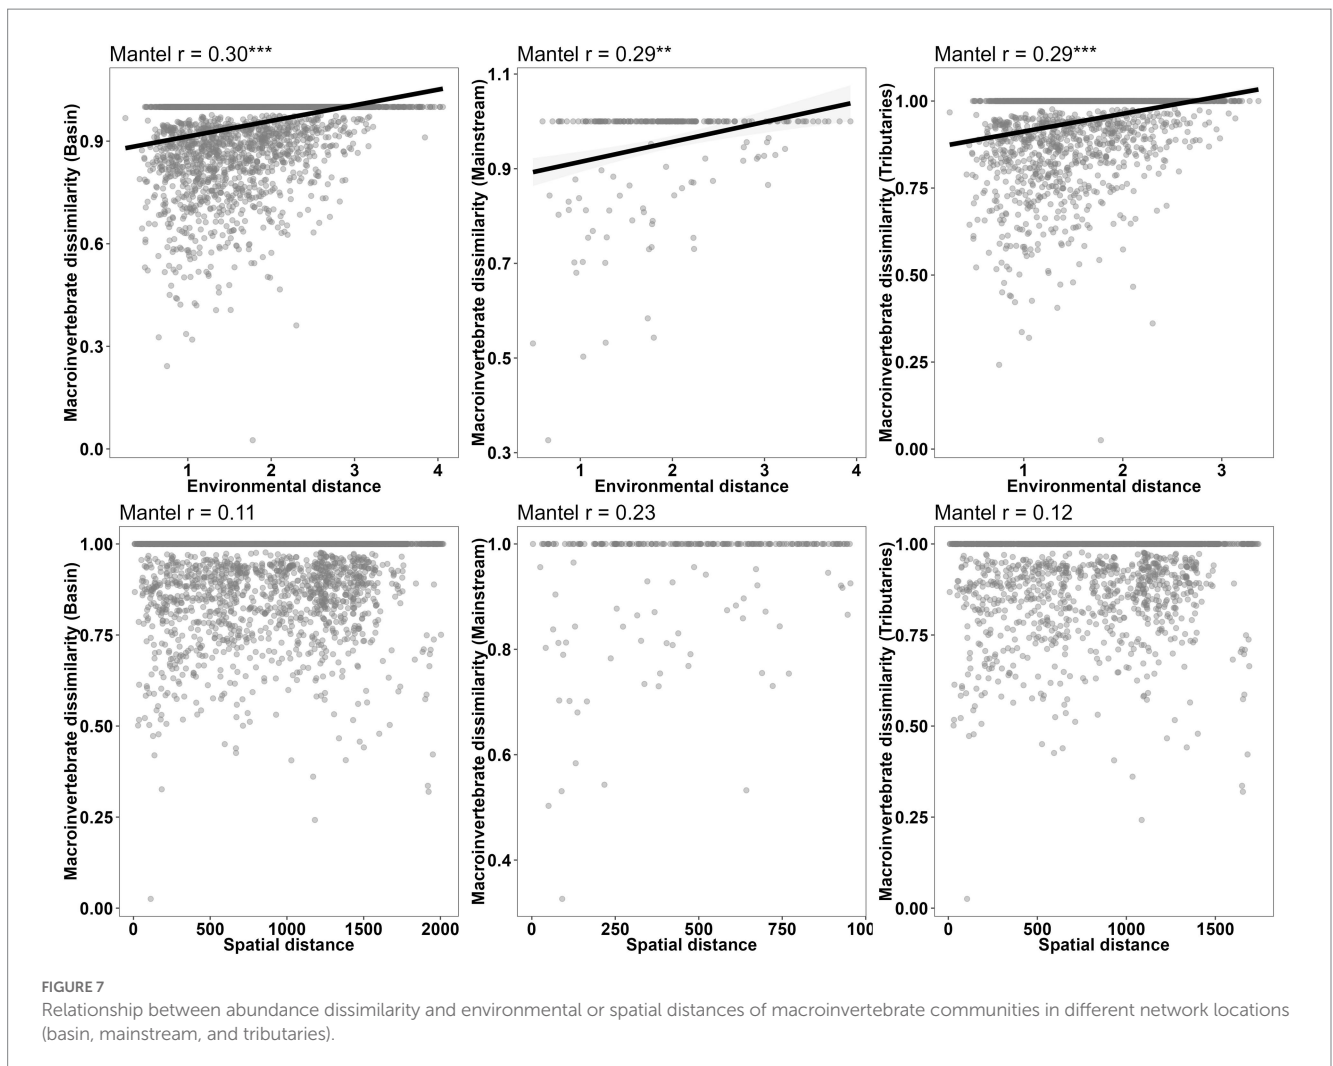 Mantel r = 0.30***
Macroinvertebrate dissimilarity (Basin)
0.9
0.6
0.3
0.0
1 2 3 4
Environmental distance
Mantel r = 0.29**
Macroinvertebrate dissimilarity (Mainstream)
1.1
0.9
0.7
0.5
0.3
1 2 3 4
Environmental distance
Mantel r = 0.29***
Macroinvertebrate dissimilarity (Tributaries)
1.00
0.75
0.50
0.25
0.00
1 2 3
Environmental distance
Mantel r = 0.11
Macroinvertebrate dissimilarity (Basin)
1.00
0.75
0.50
0.25
0.00
0 500 1000 1500 2000
Spatial distance
Mantel r = 0.23
Macroinvertebrate dissimilarity (Mainstream)
1.0
0.8
0.6
0.4
0 250 500 750 100
Spatial distance
Mantel r = 0.12
Macroinvertebrate dissimilarity (Tributaries)
1.00
0.75
0.50
0.25
0.00
0 500 1000 1500
Spatial distance
FIGURE 7
Relationship between abundance dissimilarity and environmental or spatial distances of macroinvertebrate communities in different network locations
(basin, mainstream, and tributaries).